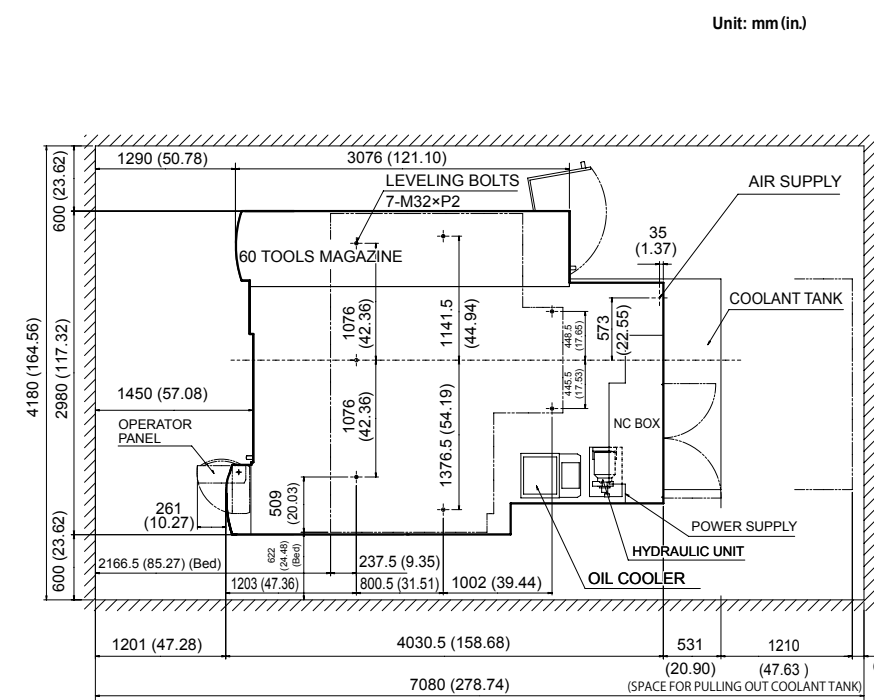 Unit: mm (in.)
1290 (50.78)
3076 (121.10)
600 (23.62)
LEVELING BOLTS
7-M32×P2
AIR SUPPLY
35
(1.37)
60 TOOLS MAGAZINE
COOLANT TANK
1076
(42.36)
1141.5
(44.94)
448.5
(17.65)
573
(22.55)
4180 (164.56)
2980 (117.32)
1450 (57.08)
OPERATOR
PANEL
1076
(42.36)
1376.5 (54.19)
445.5
(17.53)
NC BOX
261
(10.27)
509
(20.03)
POWER SUPPLY
HYDRAULIC UNIT
OIL COOLER
600 (23.62)
2166.5 (85.27) (Bed)
622
(24.48)
(Bed)
237.5 (9.35)
1203 (47.36)
800.5 (31.51)
1002 (39.44)
1201 (47.28)
4030.5 (158.68)
531
(20.90)
1210
(47.63 )
(SPACE FOR PULLING OUT COOLANT TANK)
7080 (278.74)